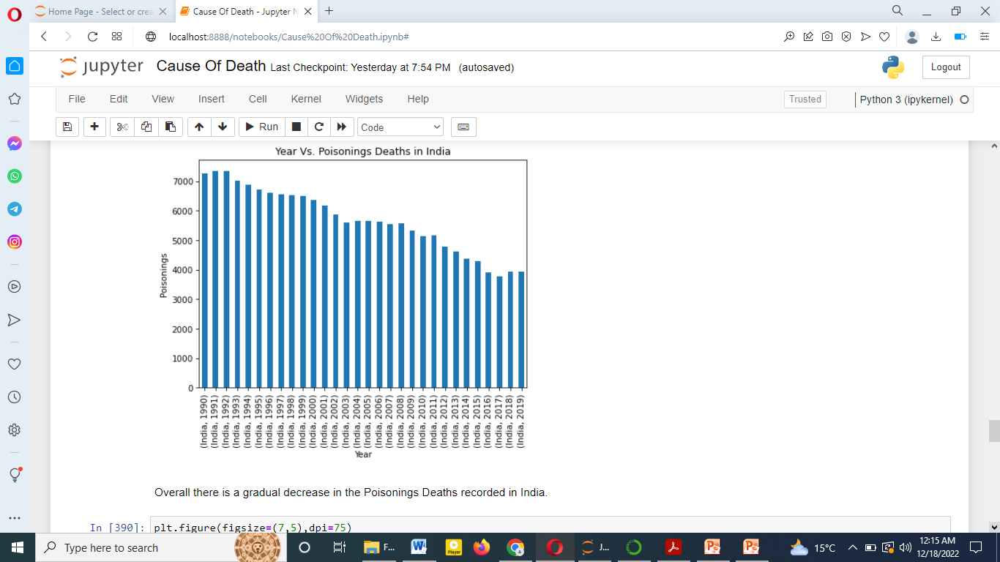 Home Page - Select or crea
Cause Of Death - Jupyter N
localhost:8888/notebooks/Cause%20Of%20Death.ipynb#
jupyter Cause Of Death Last Checkpoint: Yesterday at 7:54 PM (autosaved)
Logout
File Edit View Insert Cell Kernel Widgets Help
Trusted
Python 3 (ipykernel)
Run
Code
Year Vs. Poisonings Deaths in India
7000
6000
5000
4000
3000
2000
1000
0
Poisonings
(India, 1990)
(India, 1991)
(India, 1992)
(India, 1993)
(India, 1994)
(India, 1995)
(India, 1996)
(India, 1997)
(India, 1998)
(India, 1999)
(India, 2000)
(India, 2001)
(India, 2002)
(India, 2003)
(India, 2004)
(India, 2005)
(India, 2006)
(India, 2007)
(India, 2008)
(India, 2009)
(India, 2010)
(India, 2011)
(India, 2012)
(India, 2013)
(India, 2014)
(India, 2015)
(India, 2016)
(India, 2017)
(India, 2018)
(India, 2019)
Year
Overall there is a gradual decrease in the Poisonings Deaths recorded in India.
In [390]: plt.figure(figsize=(7,5),dpi=75)
Type here to search
F...
Player
J...
15°C
12:15 AM
12/18/2022